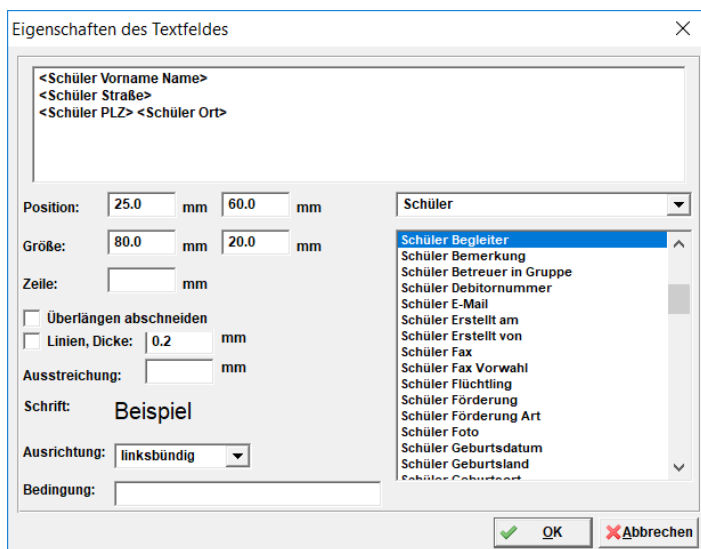 Eigenschaften des Textfeldes
<Schüler Vorname Name>
<Schüler Straße>
<Schüler PLZ> <Schüler Ort>
Position: 25.0 mm 60.0 mm
Schüler
Größe: 80.0 mm 20.0 mm
Zeile: mm
Überlängen abschneiden
Linien, Dicke: 0.2 mm
Ausstreichung: mm
Schrift: Beispiel
Ausrichtung: linksbündig
Bedingung:
Schüler Begleiter
Schüler Bemerkung
Schüler Betreuer in Gruppe
Schüler Debitornummer
Schüler E-Mail
Schüler Erstellt am
Schüler Erstellt von
Schüler Fax
Schüler Fax Vorwahl
Schüler Flüchtling
Schüler Förderung
Schüler Förderung Art
Schüler Foto
Schüler Geburtsdatum
Schüler Geburtsland
Schüler Geburtsort
OK
Abbrechen